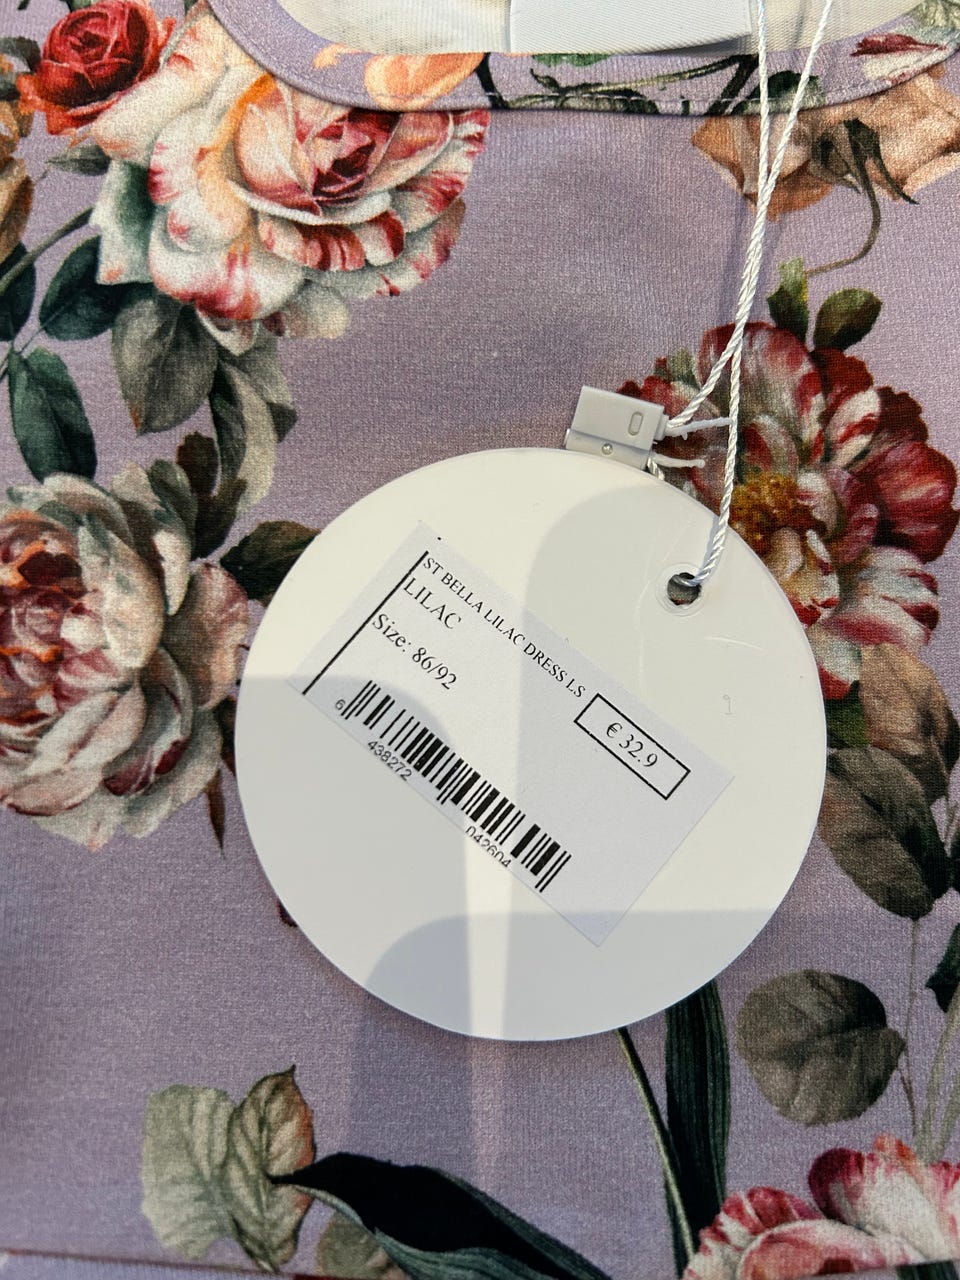 ST BELLA LILAC DRESS LS
LILAC
Size: 86/92
€ 32.9
6 438272 042604